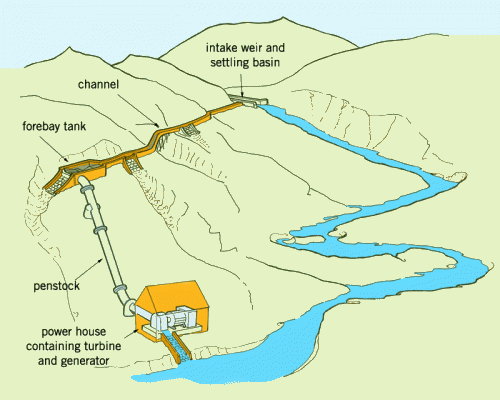 intake weir and
settling basin
channel
forebay tank
penstock
power house
containing turbine
and generator